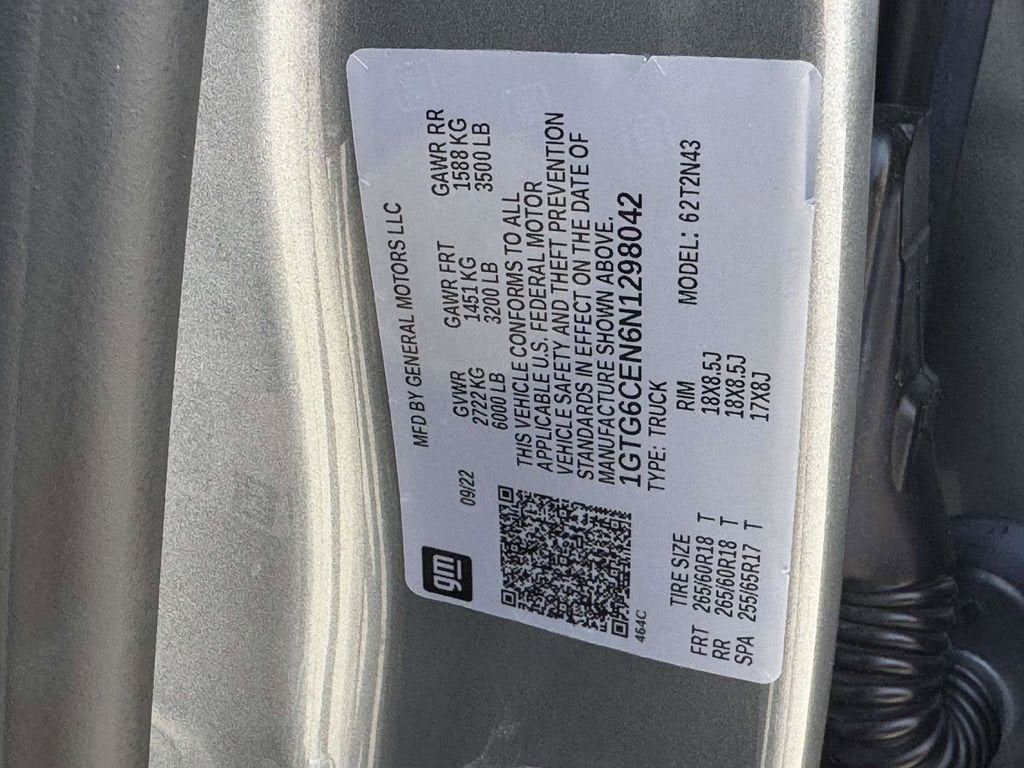 gm
MFD BY GENERAL MOTORS LLC
09/22 GVWR GAWR FRT GAWR RR
2722 KG 1451 KG 1588 KG
6000 LB 3200 LB 3500 LB
THIS VEHICLE CONFORMS TO ALL
APPLICABLE U.S. FEDERAL MOTOR
VEHICLE SAFETY AND THEFT PREVENTION
STANDARDS IN EFFECT ON THE DATE OF
MANUFACTURE SHOWN ABOVE.
1GTG6CEN6N1298042
464C TYPE: TRUCK
MODEL: 62T2N43
TIRE SIZE RIM
FRT 265/60R18 T 18X8.5J
RR 265/60R18 T 18X8.5J
SPA 255/65R17 T 17X8J